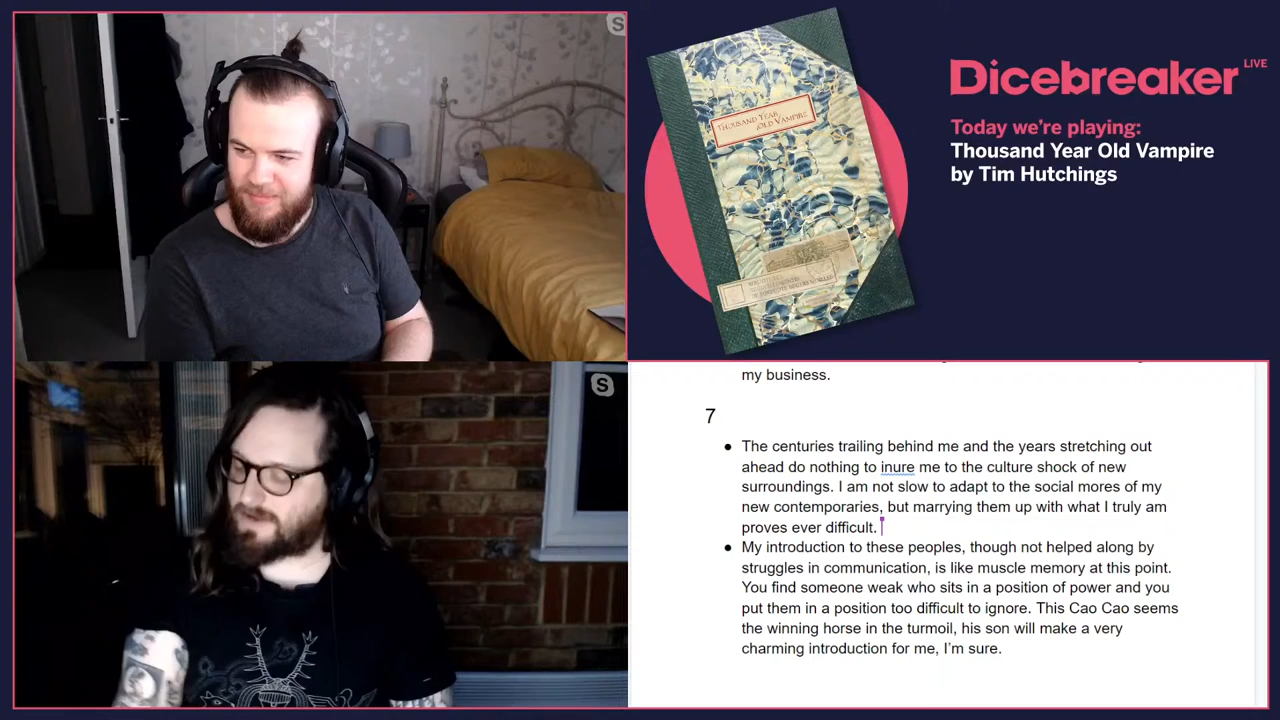 Dicebreaker LIVE
Today we're playing:
Thousand Year Old Vampire
by Tim Hutchings
THOUSAND YEAR
OLD VAMPIRE
my business.
7
● The centuries trailing behind me and the years stretching out
ahead do nothing to inure me to the culture shock of new
surroundings. I am not slow to adapt to the social mores of my
new contemporaries, but marrying them up with what I truly am
proves ever difficult.
● My introduction to these peoples, though not helped along by
struggles in communication, is like muscle memory at this point.
You find someone weak who sits in a position of power and you
put them in a position too difficult to ignore. This Cao Cao seems
the winning horse in the turmoil, his son will make a very
charming introduction for me, I'm sure.